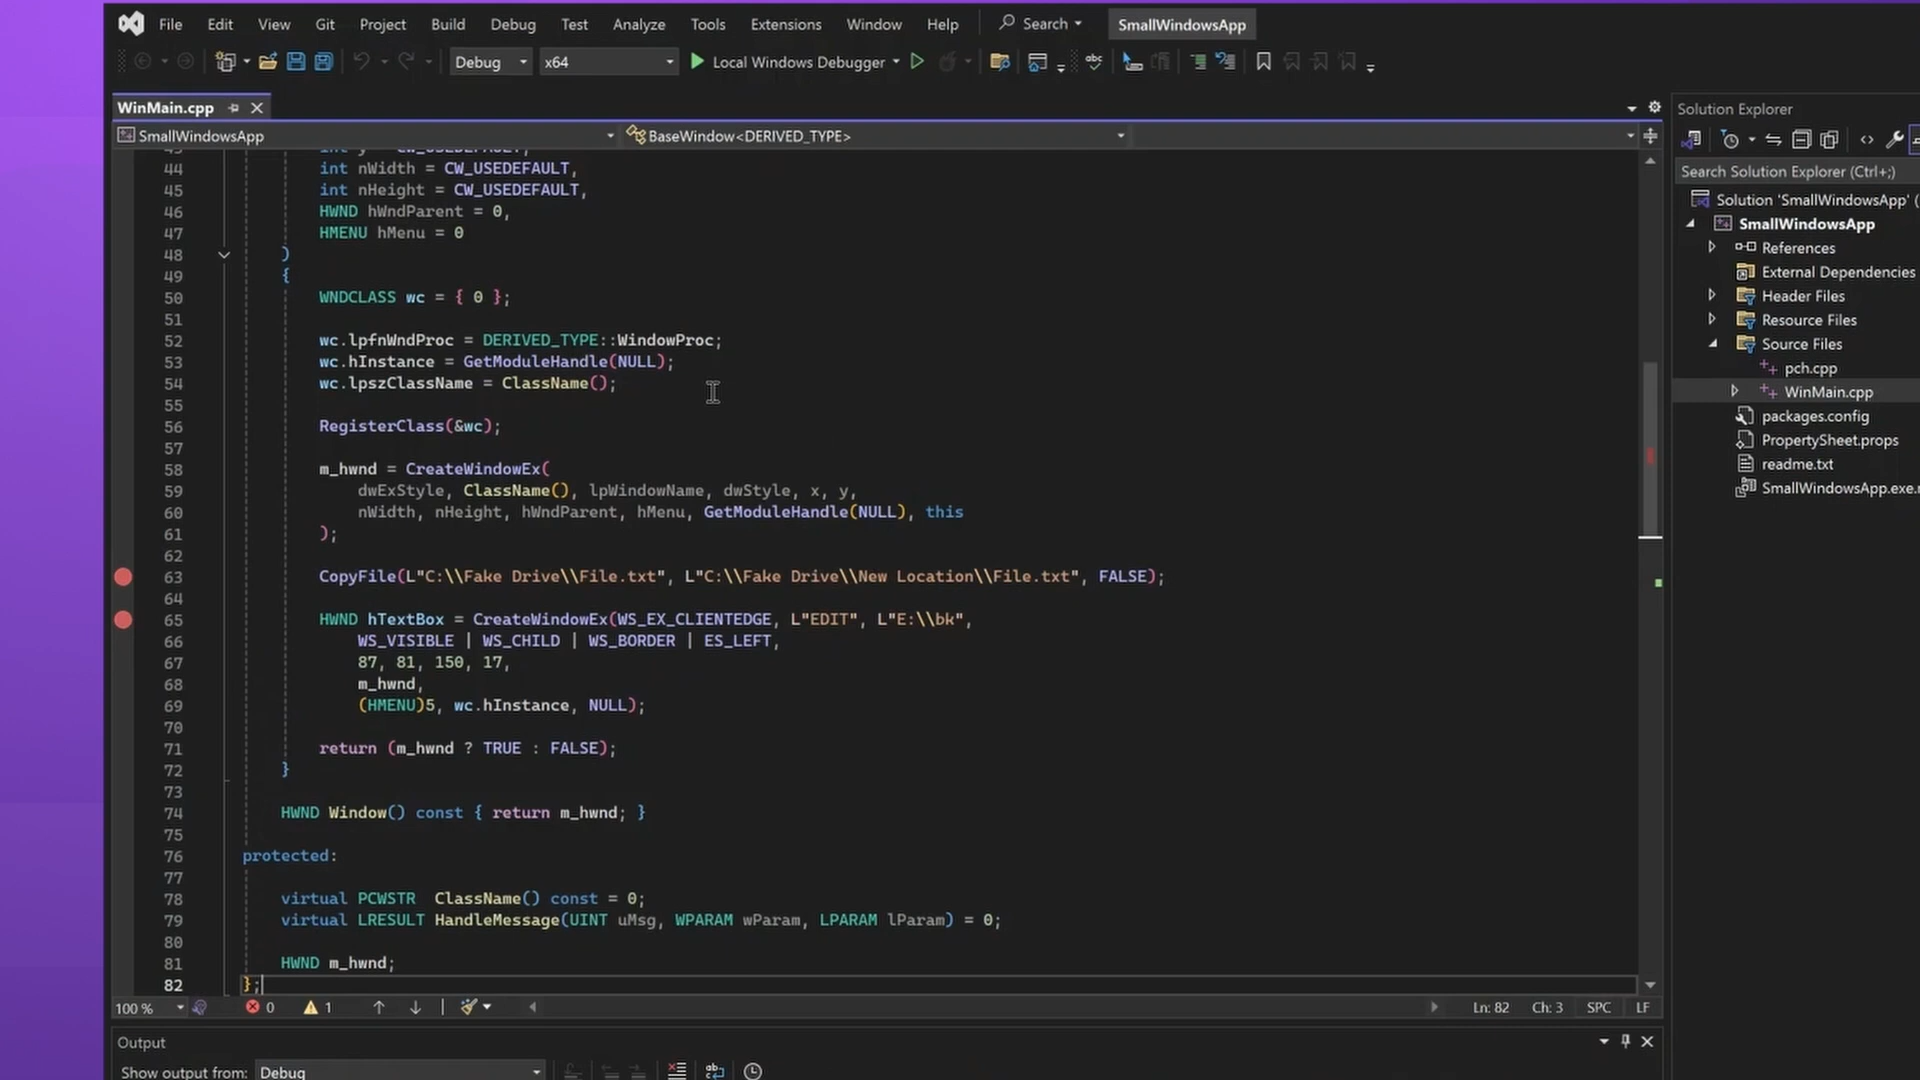 File Edit View Git Project Build Debug Test Analyze Tools Extensions Window Help Search SmallWindowsApp
Debug x64 Local Windows Debugger
WinMain.cpp
SmallWindowsApp BaseWindow<DERIVED_TYPE>
44 int nWidth = CW_USEDEFAULT,
45 int nHeight = CW_USEDEFAULT,
46 HWND hWndParent = 0,
47 HMENU hMenu = 0
48 )
49 {
50 WNDCLASS wc = { 0 };
51
52 wc.lpfnWndProc = DERIVED_TYPE::WindowProc;
53 wc.hInstance = GetModuleHandle(NULL);
54 wc.lpszClassName = ClassName();
55
56 RegisterClass(&wc);
57
58 m_hwnd = CreateWindowEx(
59 dwExStyle, ClassName(), lpWindowName, dwStyle, x, y,
60 nWidth, nHeight, hWndParent, hMenu, GetModuleHandle(NULL), this
61 );
62
63 CopyFile(L"C:\\Fake Drive\\File.txt", L"C:\\Fake Drive\\New Location\\File.txt", FALSE);
64
65 HWND hTextBox = CreateWindowEx(WS_EX_CLIENTEDGE, L"EDIT", L"E:\\bk",
66 WS_VISIBLE | WS_CHILD | WS_BORDER | ES_LEFT,
67 87, 81, 150, 17,
68 m_hwnd,
69 (HMENU)5, wc.hInstance, NULL);
70
71 return (m_hwnd ? TRUE : FALSE);
72 }
73
74 HWND Window() const { return m_hwnd; }
75
76 protected:
77
78 virtual PCWSTR ClassName() const = 0;
79 virtual LRESULT HandleMessage(UINT uMsg, WPARAM wParam, LPARAM lParam) = 0;
80
81 HWND m_hwnd;
82 };
100 % 0 1 Ln: 82 Ch: 3 SPC LF
Output
Show output from: Debug
Solution Explorer
Search Solution Explorer (Ctrl+;)
Solution 'SmallWindowsApp' (
SmallWindowsApp
References
External Dependencies
Header Files
Resource Files
Source Files
pch.cpp
WinMain.cpp
packages.config
PropertySheet.props
readme.txt
SmallWindowsApp.exe.